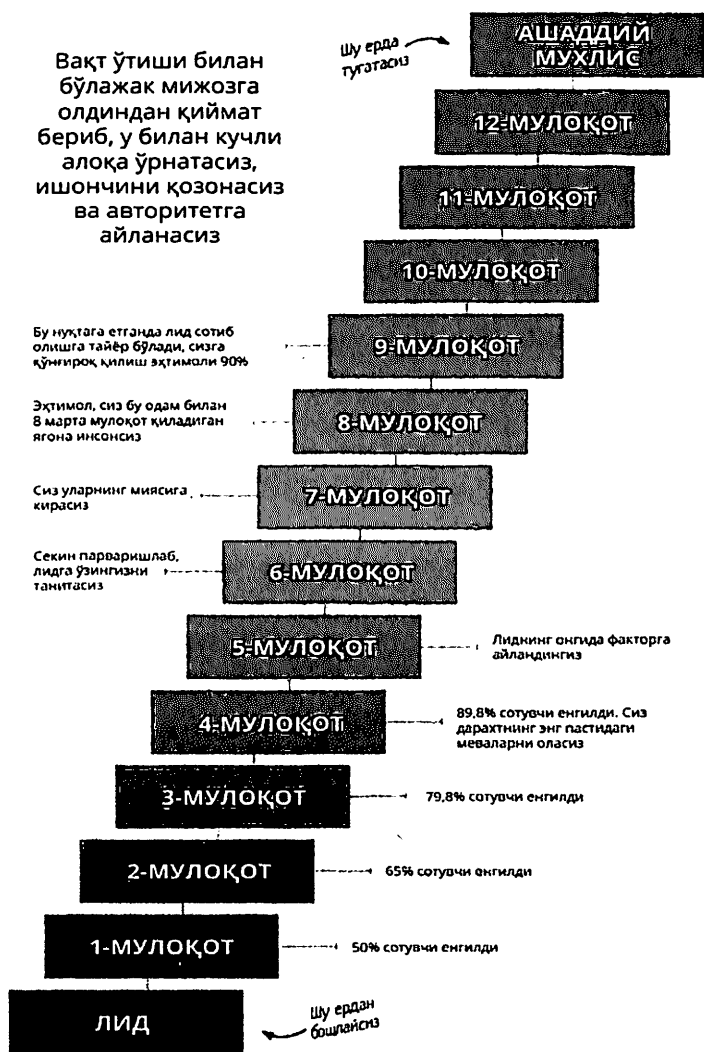 Вақт ўтиши билан
бўлажак мижозга
олдиндан қиймат
бериб, у билан кучли
алоқа ўрнатасиз,
ишончини қозонасиз
ва авторитетга
айланасиз
Шу ерда
тугатасиз
АШАДДИЙ
МУХЛИС
12-МУЛОҚОТ
11-МУЛОҚОТ
10-МУЛОҚОТ
Бу нуқтага етганда лид сотиб
олишга тайёр бўлади, сизга
қўнғироқ қилиш эҳтимоли 90%
9-МУЛОҚОТ
Эҳтимол, сиз бу одам билан
8 марта мулоқот қиладиган
ягона инсонсиз
8-МУЛОҚОТ
Сиз уларнинг миясига
кирасиз
7-МУЛОҚОТ
Секин парваришлаб,
лидга ўзингизни
танитасиз
6-МУЛОҚОТ
5-МУЛОҚОТ
Лиднинг онгида факторга
айландингиз
4-МУЛОҚОТ
89,8% сотувчи енгилди. Сиз
дарахтнинг энг пастидаги
меваларни оласиз
3-МУЛОҚОТ
79,8% сотувчи енгилди
2-МУЛОҚОТ
65% сотувчи енгилди
1-МУЛОҚОТ
50% сотувчи енгилди
ЛИД
Шу ердан
бошлайсиз